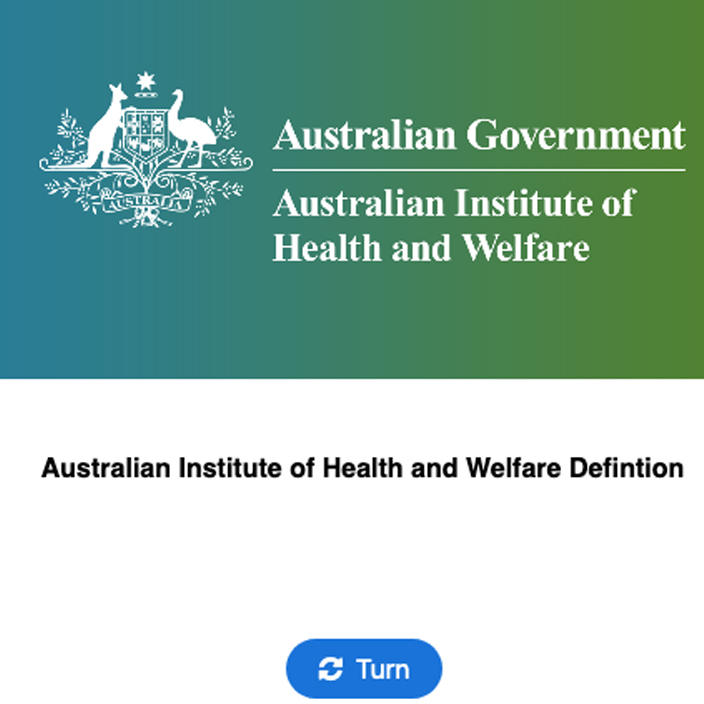 Australian Government
Australian Institute of
Health and Welfare
AUSTRALIA
Australian Institute of Health and Welfare Defintion
Turn